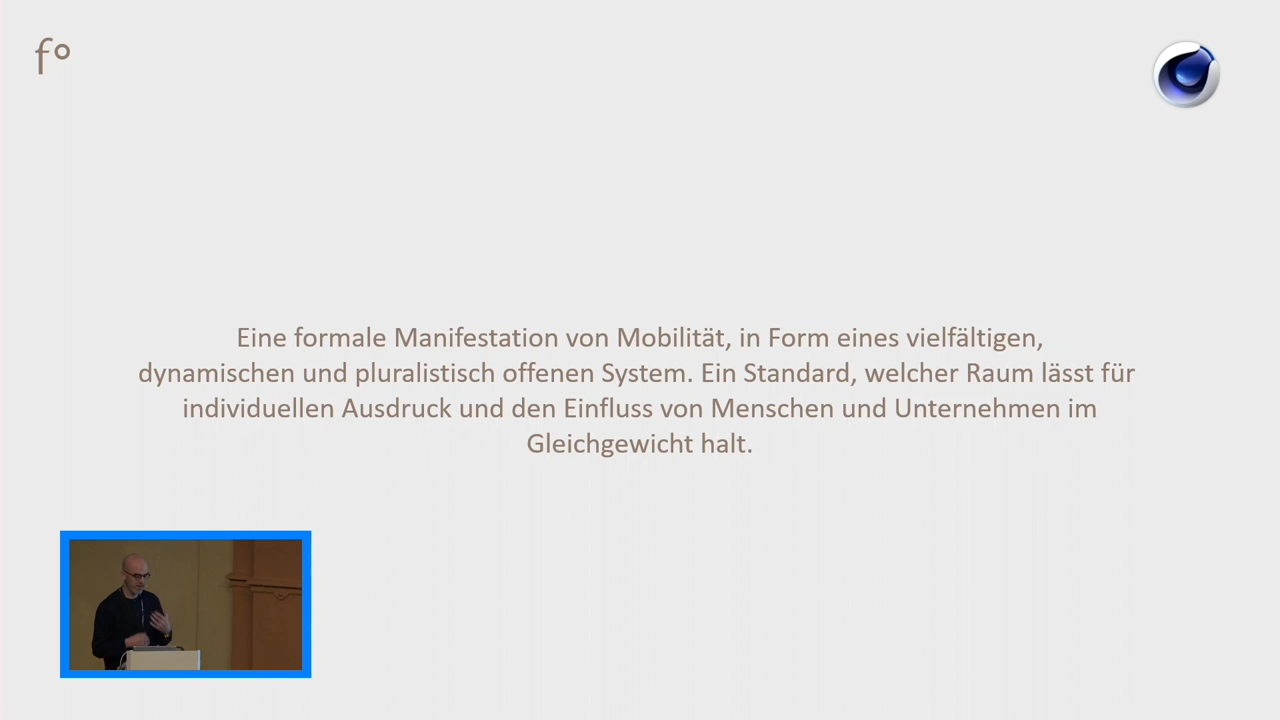 f°
Eine formale Manifestation von Mobilität, in Form eines vielfältigen,
dynamischen und pluralistisch offenen System. Ein Standard, welcher Raum lässt für
individuellen Ausdruck und den Einfluss von Menschen und Unternehmen im
Gleichgewicht halt.